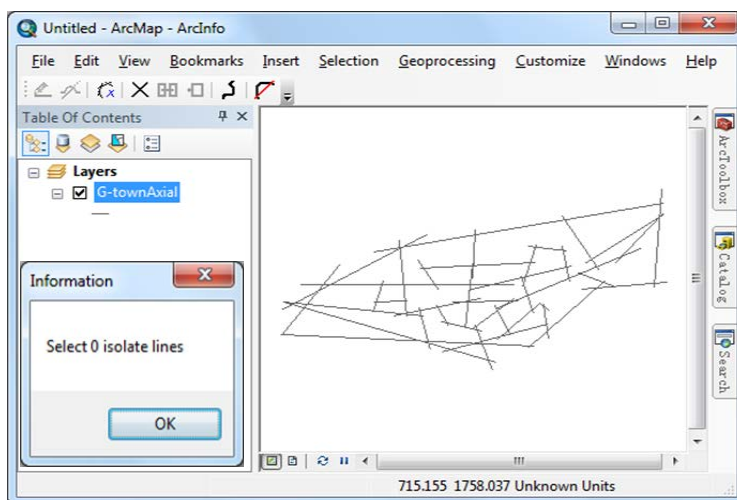 Untitled - ArcMap - ArcInfo
File Edit View Bookmarks Insert Selection Geoprocessing Customize Windows Help
Table Of Contents
Layers
G-townAxial
Information
Select 0 isolate lines
OK
ArcToolbox
Catalog
Search
715.155 1758.037 Unknown Units